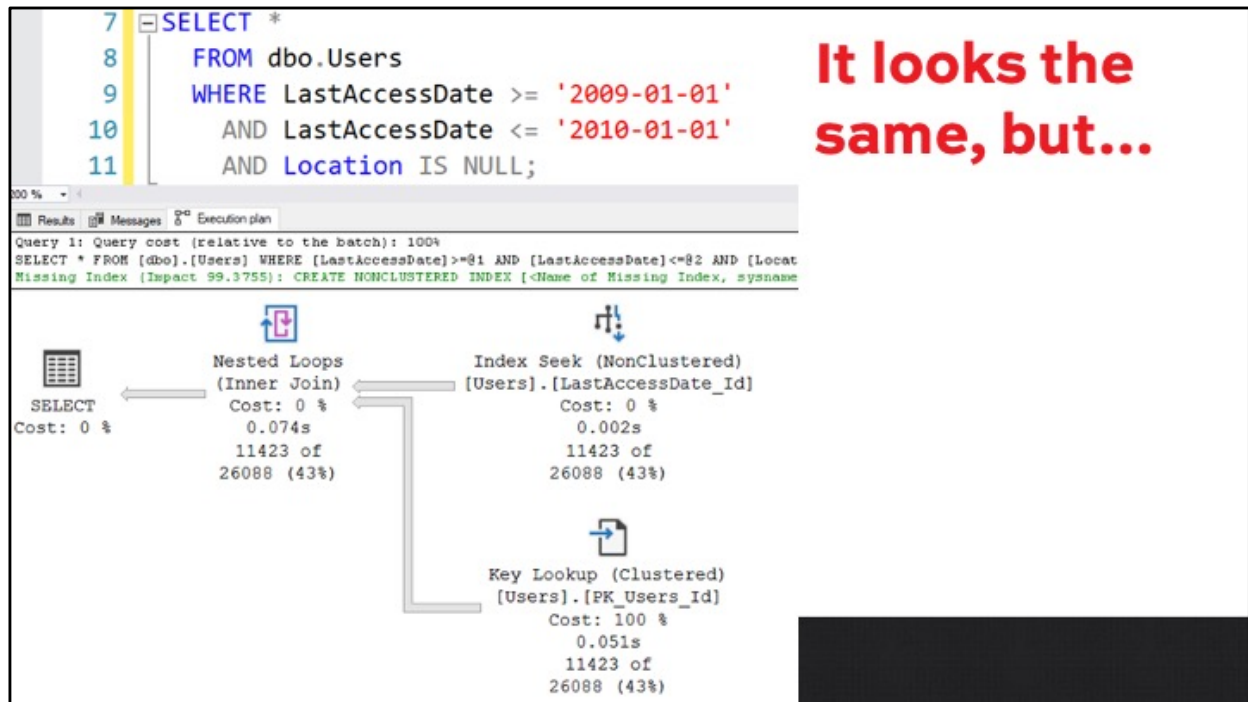 7 SELECT *
8 FROM dbo.Users
9 WHERE LastAccessDate >= '2009-01-01'
10 AND LastAccessDate <= '2010-01-01'
11 AND Location IS NULL;
It looks the
same, but...
200 %
Results Messages Execution plan
Query 1: Query cost (relative to the batch): 100%
SELECT * FROM [dbo].[Users] WHERE [LastAccessDate]>=@1 AND [LastAccessDate]<=@2 AND [Locat
Missing Index (Impact 99.3755): CREATE NONCLUSTERED INDEX [<Name of Missing Index, sysname
SELECT
Cost: 0 %
Nested Loops
(Inner Join)
Cost: 0 %
0.074s
11423 of
26088 (43%)
Index Seek (NonClustered)
[Users].[LastAccessDate_Id]
Cost: 0 %
0.002s
11423 of
26088 (43%)
Key Lookup (Clustered)
[Users].[PK_Users_Id]
Cost: 100 %
0.051s
11423 of
26088 (43%)